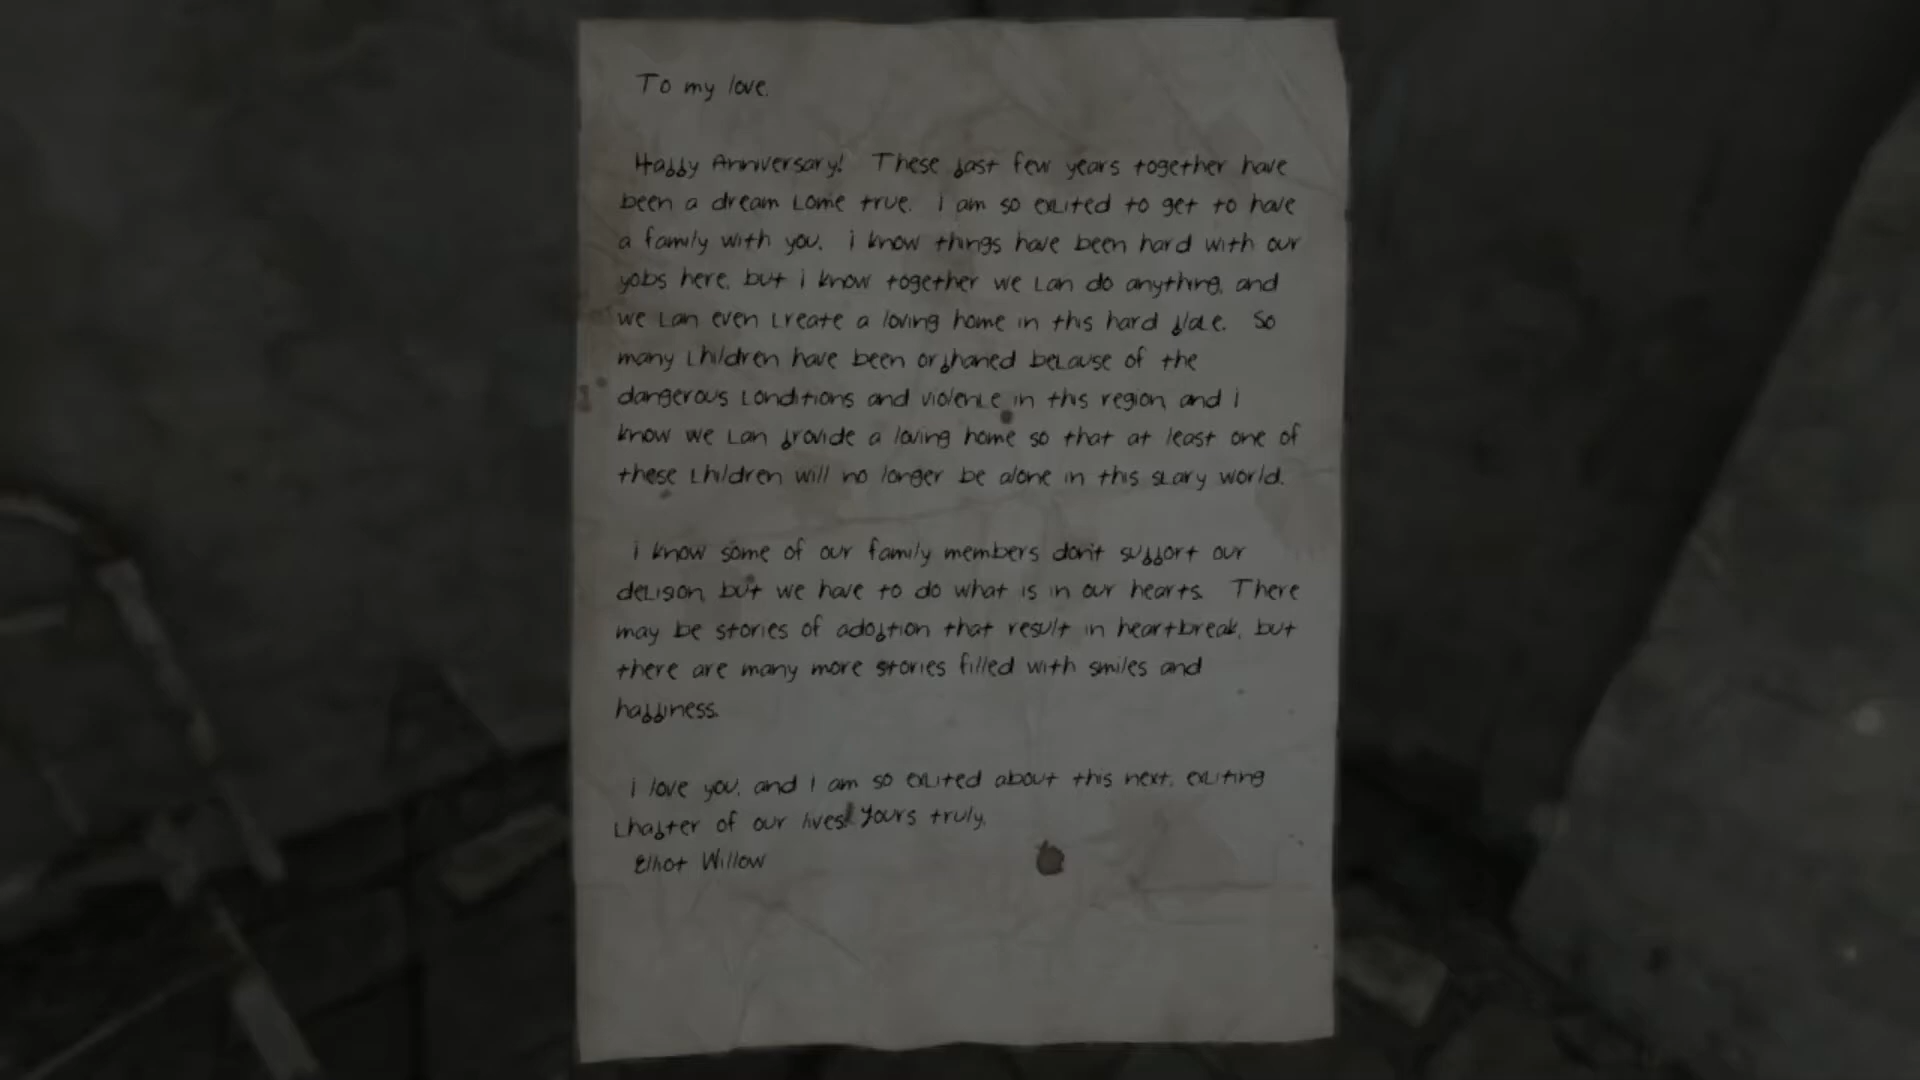 To my love,
Happy Anniversary! These past few years together have
been a dream come true. I am so excited to get to have
a family with you. i know things have been hard with our
jobs here, but i know together we can do anything, and
we can even create a loving home in this hard place. So
many children have been orphaned because of the
dangerous conditions and violence in this region, and i
know we can provide a loving home so that at least one of
these children will no longer be alone in this scary world.
i know some of our family members don't support our
decison, but we have to do what is in our hearts. There
may be stories of adoption that result in heartbreak, but
there are many more stories filled with smiles and
happiness.
i love you, and I am so excited about this next, exciting
chapter of our lives! Yours truly,
Elliot Willow